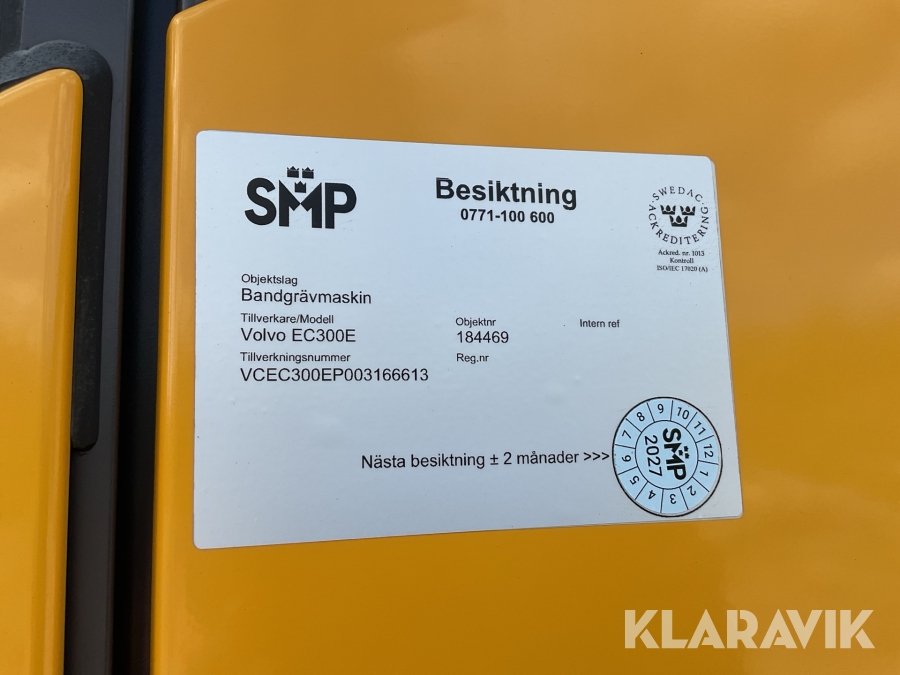 SMP
Besiktning
0771-100 600
SWEDAC
ACKREDITERING
Ackred. nr. 1013
Kontroll
ISO/IEC 17020 (A)
Objektslag
Bandgrävmaskin
Tillverkare/Modell
Volvo EC300E
Objektnr
184469
Intern ref
Tillverkningsnummer
VCEC300EP003166613
Reg.nr
Nästa besiktning ± 2 månader >>>
1 2 3 4 5 6 7 8 9 10 11 12
SMP
2027
KLARAVIK